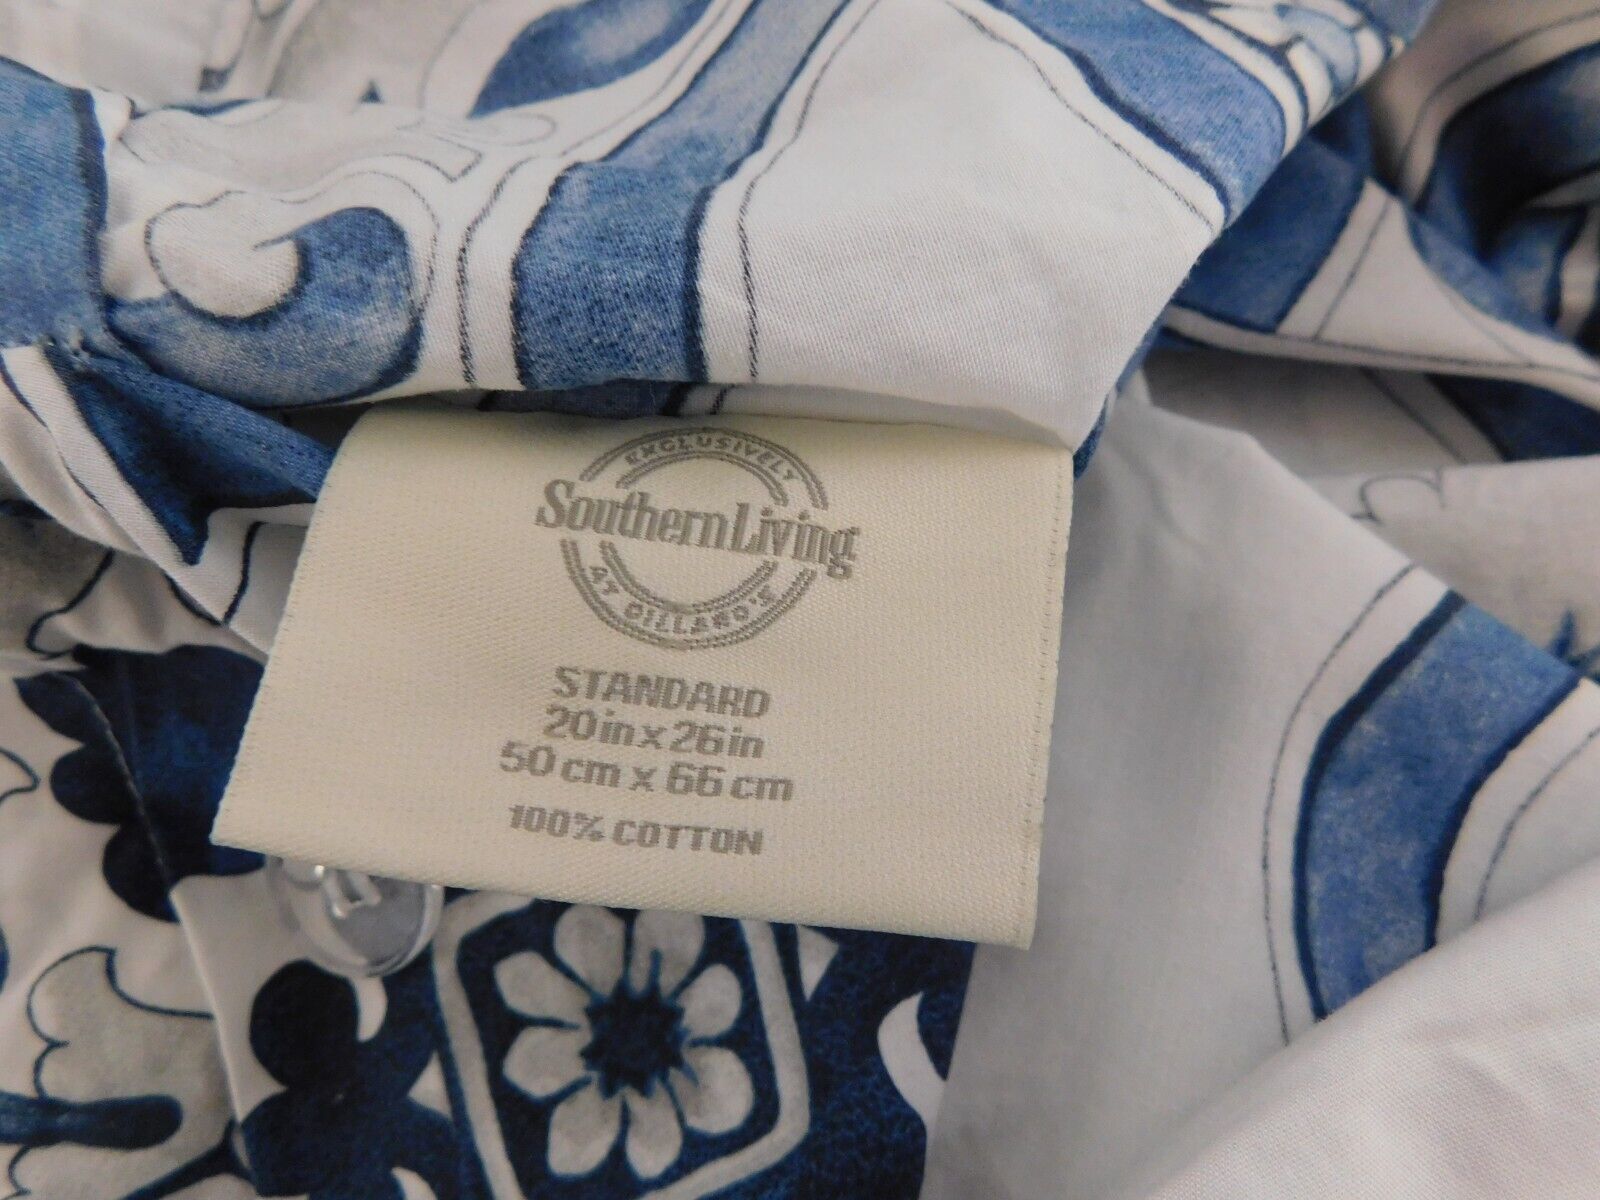 EXCLUSIVELY
Southern Living
AT DILLARD'S
STANDARD
20in x 26in
50 cm x 66 cm
100% COTTON